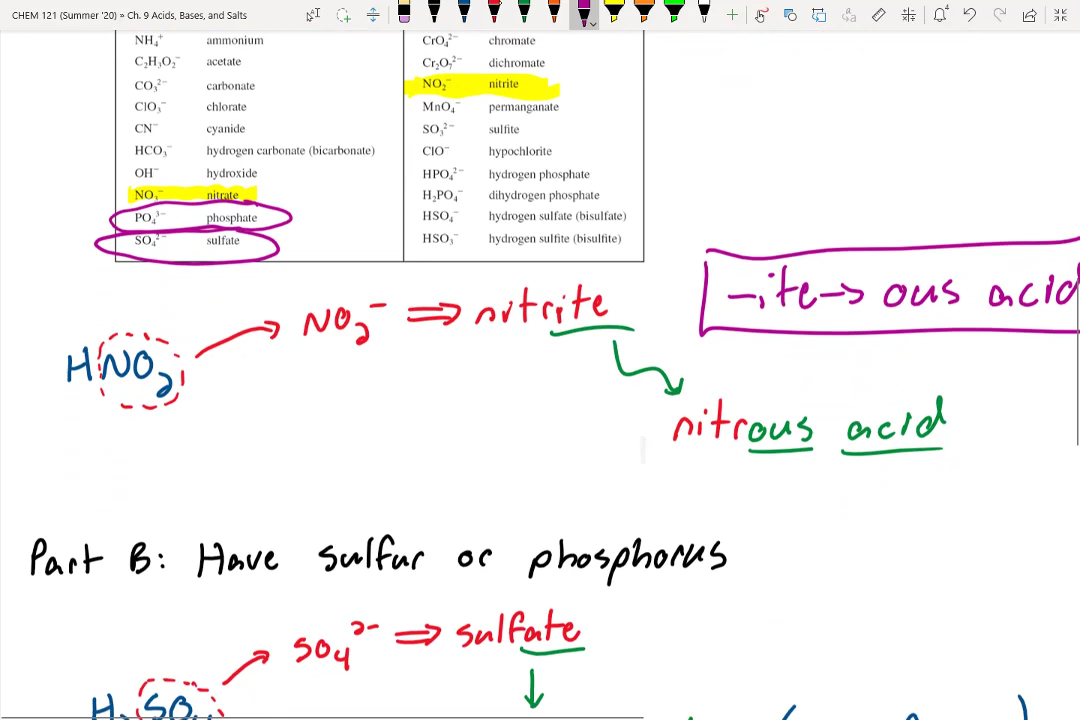 CHEM 121 (Summer '20) » Ch. 9 Acids, Bases, and Salts
NH₄⁺ ammonium CrO₄²⁻ chromate
C₂H₃O₂⁻ acetate Cr₂O₇²⁻ dichromate
CO₃²⁻ carbonate NO₂⁻ nitrite
ClO₃⁻ chlorate MnO₄⁻ permanganate
CN⁻ cyanide SO₃²⁻ sulfite
HCO₃⁻ hydrogen carbonate (bicarbonate) ClO⁻ hypochlorite
OH⁻ hydroxide HPO₄²⁻ hydrogen phosphate
NO₃⁻ nitrate H₂PO₄⁻ dihydrogen phosphate
PO₄³⁻ phosphate HSO₄⁻ hydrogen sulfate (bisulfate)
SO₄²⁻ sulfate HSO₃⁻ hydrogen sulfite (bisulfite)
-ite→ ous acid
HNO₂ → NO₂⁻ ⇒ nitrite
nitrous acid
Part B: Have sulfur or phosphorus
SO₄²⁻ ⇒ sulfate